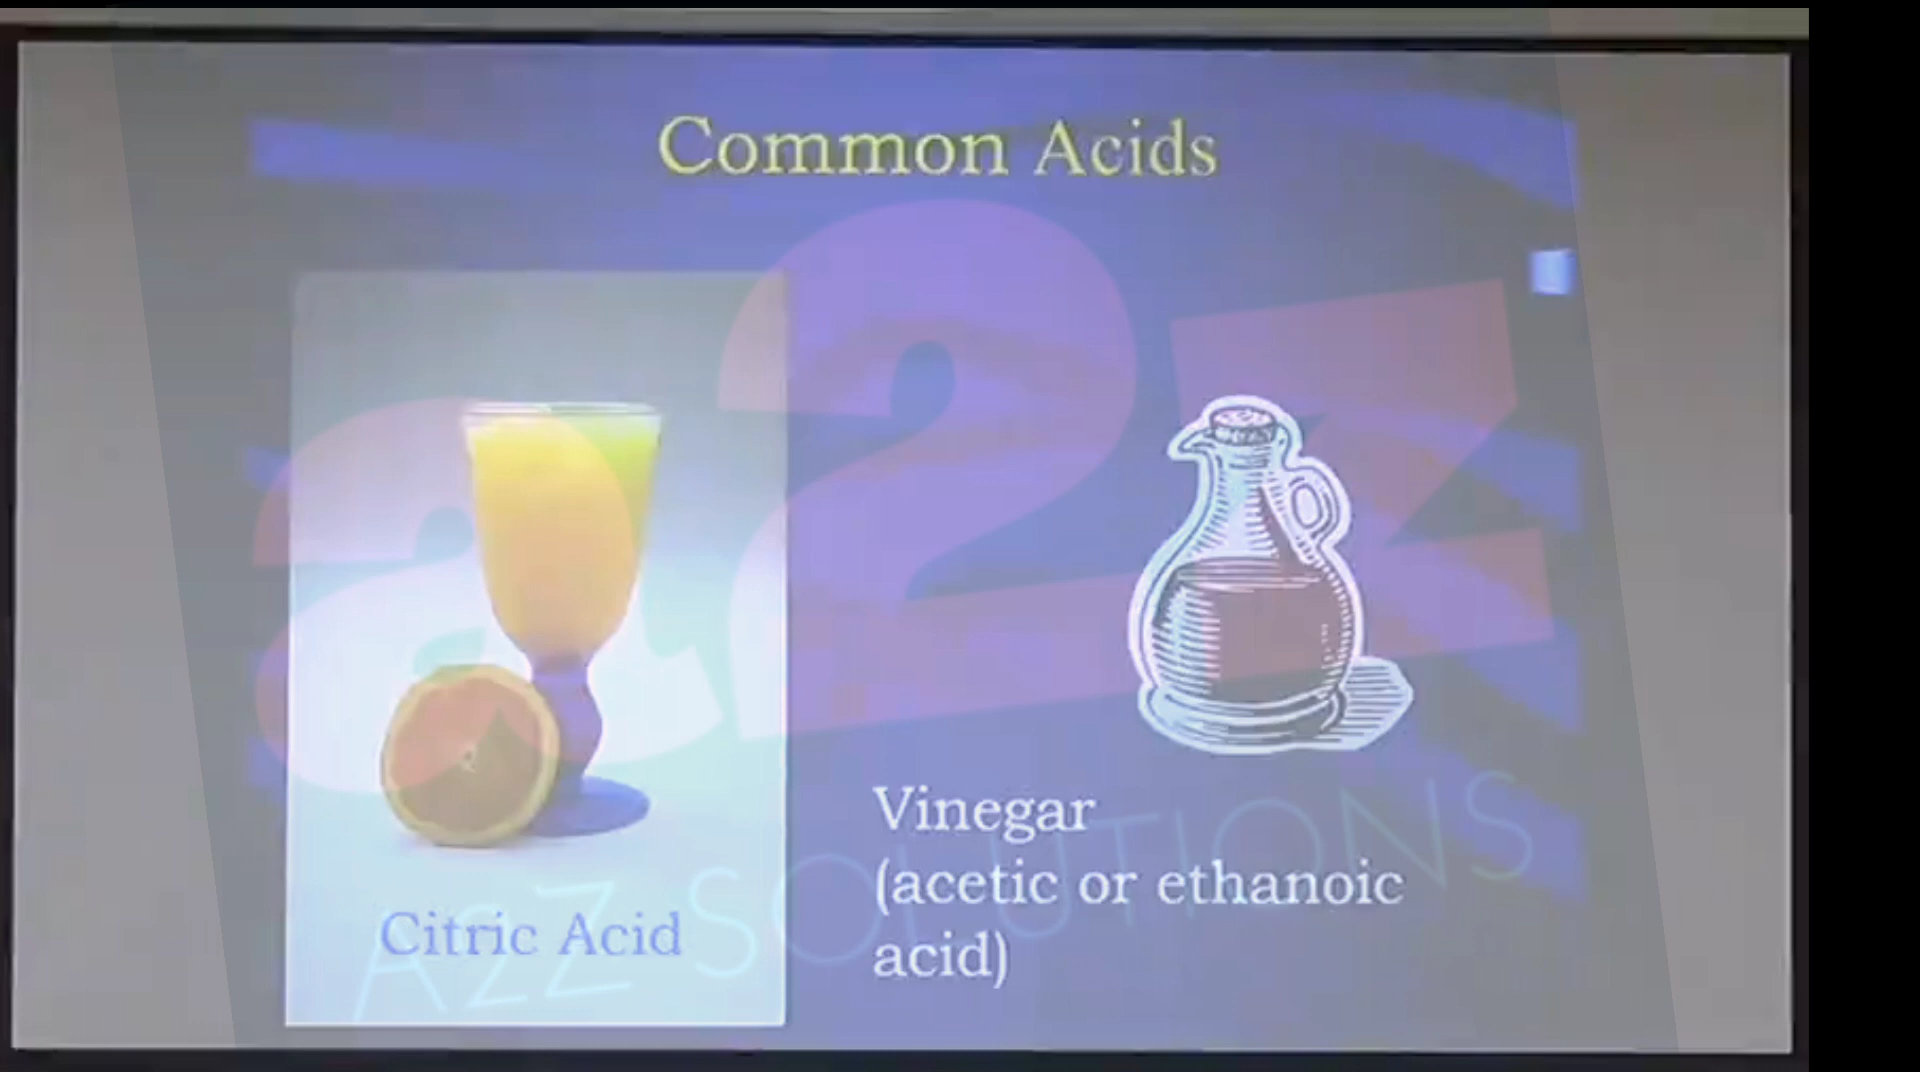 Common Acids
a2z
Citric Acid
Vinegar
(acetic or ethanoic
acid)
A2Z SOLUTIONS